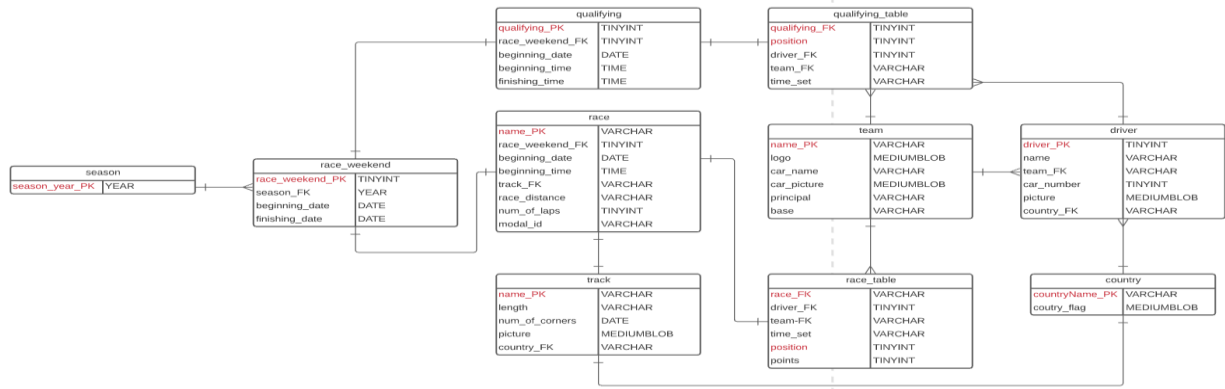 qualifying
qualifying_PK TINYINT
race_weekend_FK TINYINT
beginning_date DATE
beginning_time TIME
finishing_time TIME
qualifying_table
qualifying_FK TINYINT
position TINYINT
driver_FK TINYINT
team_FK VARCHAR
time_set VARCHAR
race
name_PK VARCHAR
race_weekend_FK TINYINT
beginning_date DATE
beginning_time TIME
track_FK VARCHAR
race_distance VARCHAR
num_of_laps TINYINT
modal_id VARCHAR
team
name_PK VARCHAR
logo MEDIUMBLOB
car_name VARCHAR
car_picture MEDIUMBLOB
principal VARCHAR
base VARCHAR
driver
driver_PK TINYINT
name VARCHAR
team_FK VARCHAR
car_number TINYINT
picture MEDIUMBLOB
country_FK VARCHAR
season
season_year_PK YEAR
race_weekend
race_weekend_PK TINYINT
season_FK YEAR
beginning_date DATE
finishing_date DATE
track
name_PK VARCHAR
length VARCHAR
num_of_corners DATE
picture MEDIUMBLOB
country_FK VARCHAR
race_table
race_FK VARCHAR
driver_FK TINYINT
team-FK VARCHAR
time_set VARCHAR
position TINYINT
points TINYINT
country
countryName_PK VARCHAR
coutry_flag MEDIUMBLOB